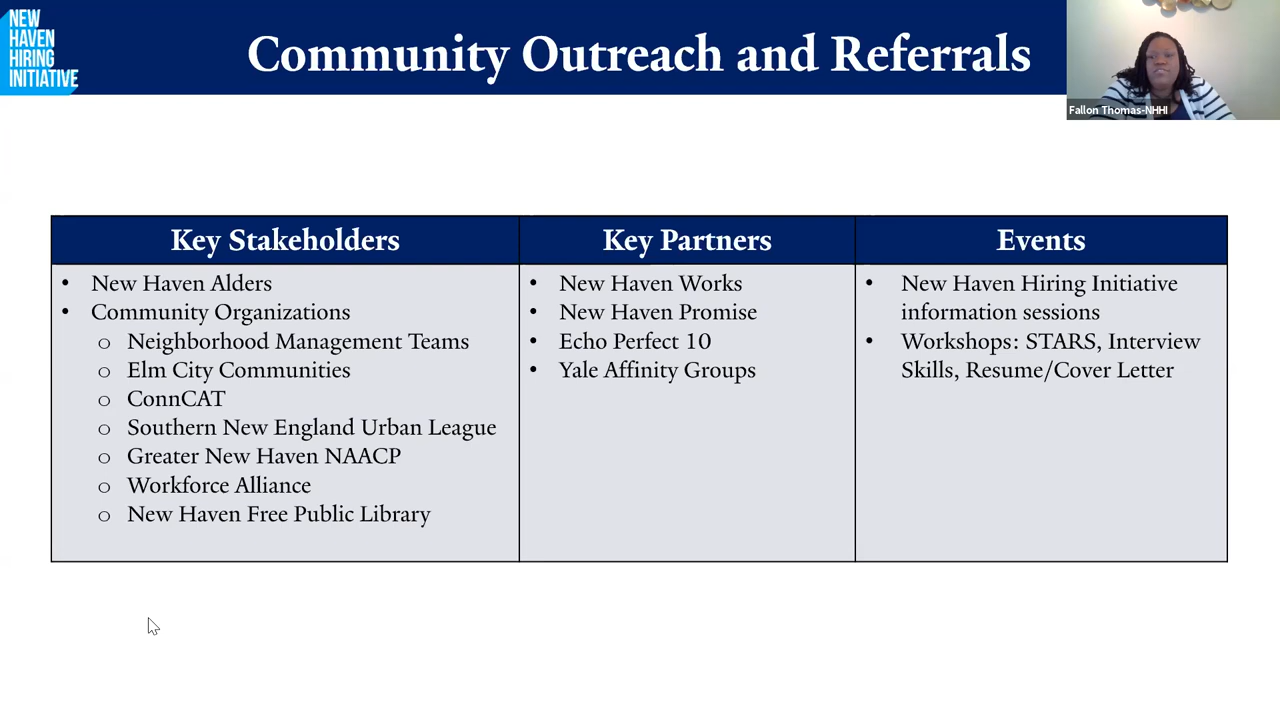 NEW
HAVEN
HIRING
INITIATIVE
Community Outreach and Referrals
Fallon Thomas-NHHI
Key Stakeholders
• New Haven Alders
• Community Organizations
o Neighborhood Management Teams
o Elm City Communities
o ConnCAT
o Southern New England Urban League
o Greater New Haven NAACP
o Workforce Alliance
o New Haven Free Public Library
Key Partners
• New Haven Works
• New Haven Promise
• Echo Perfect 10
• Yale Affinity Groups
Events
• New Haven Hiring Initiative
information sessions
• Workshops: STARS, Interview
Skills, Resume/Cover Letter